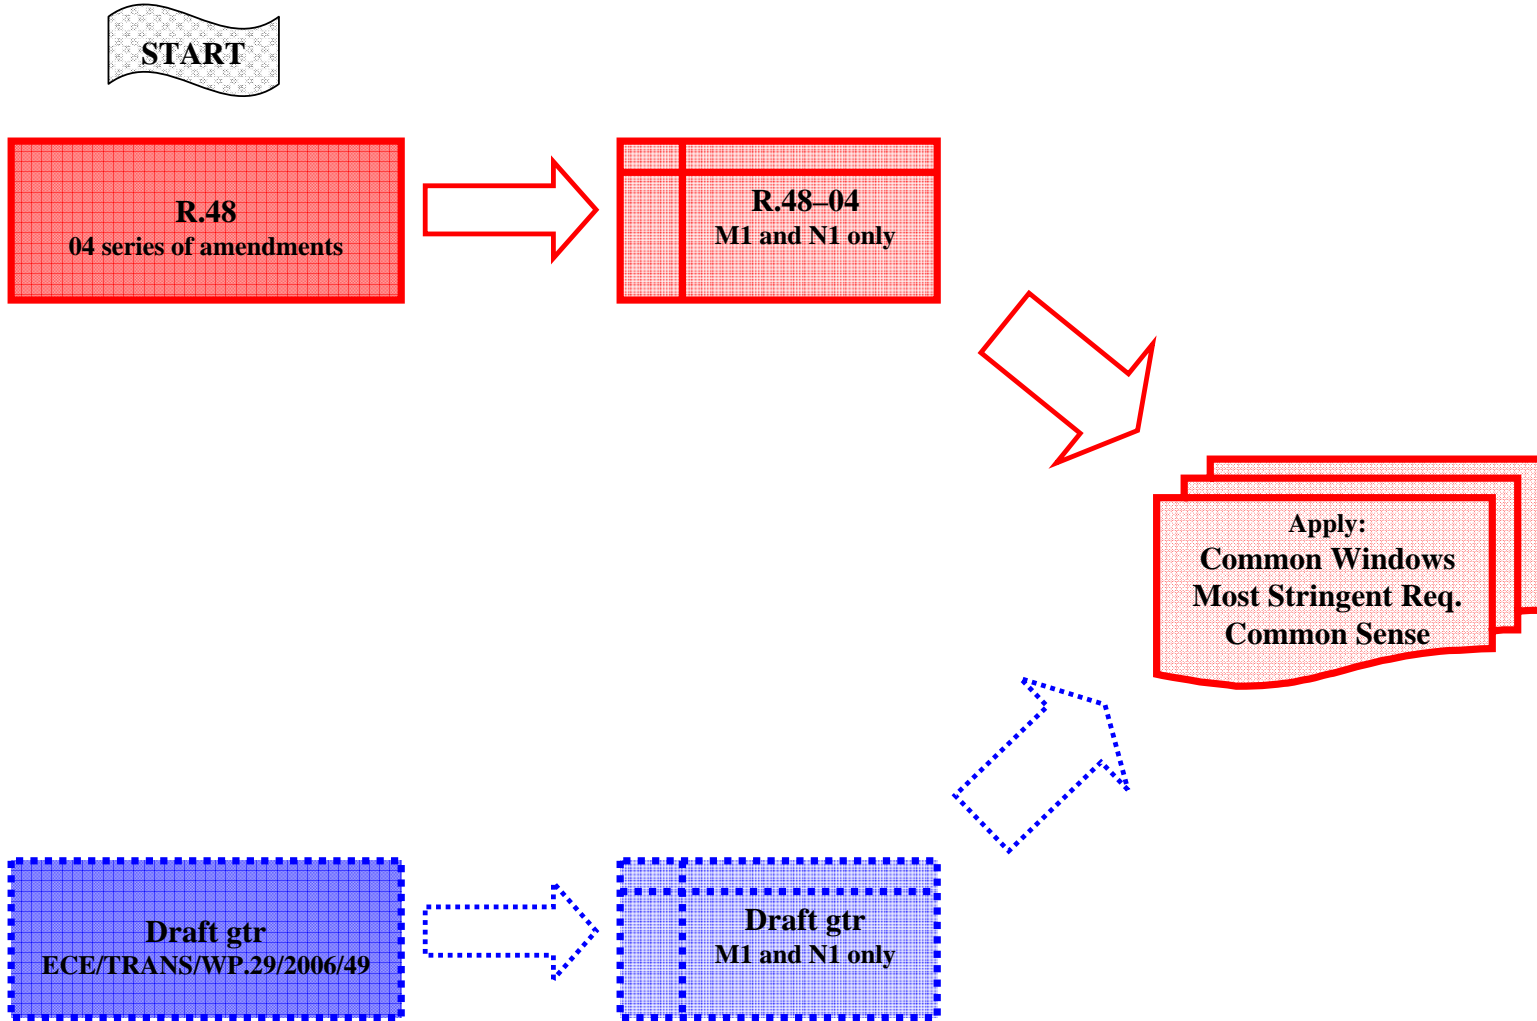 START
R.48
04 series of amendments
R.48–04
M1 and N1 only
Apply:
Common Windows
Most Stringent Req.
Common Sense
Draft gtr
ECE/TRANS/WP.29/2006/49
Draft gtr
M1 and N1 only